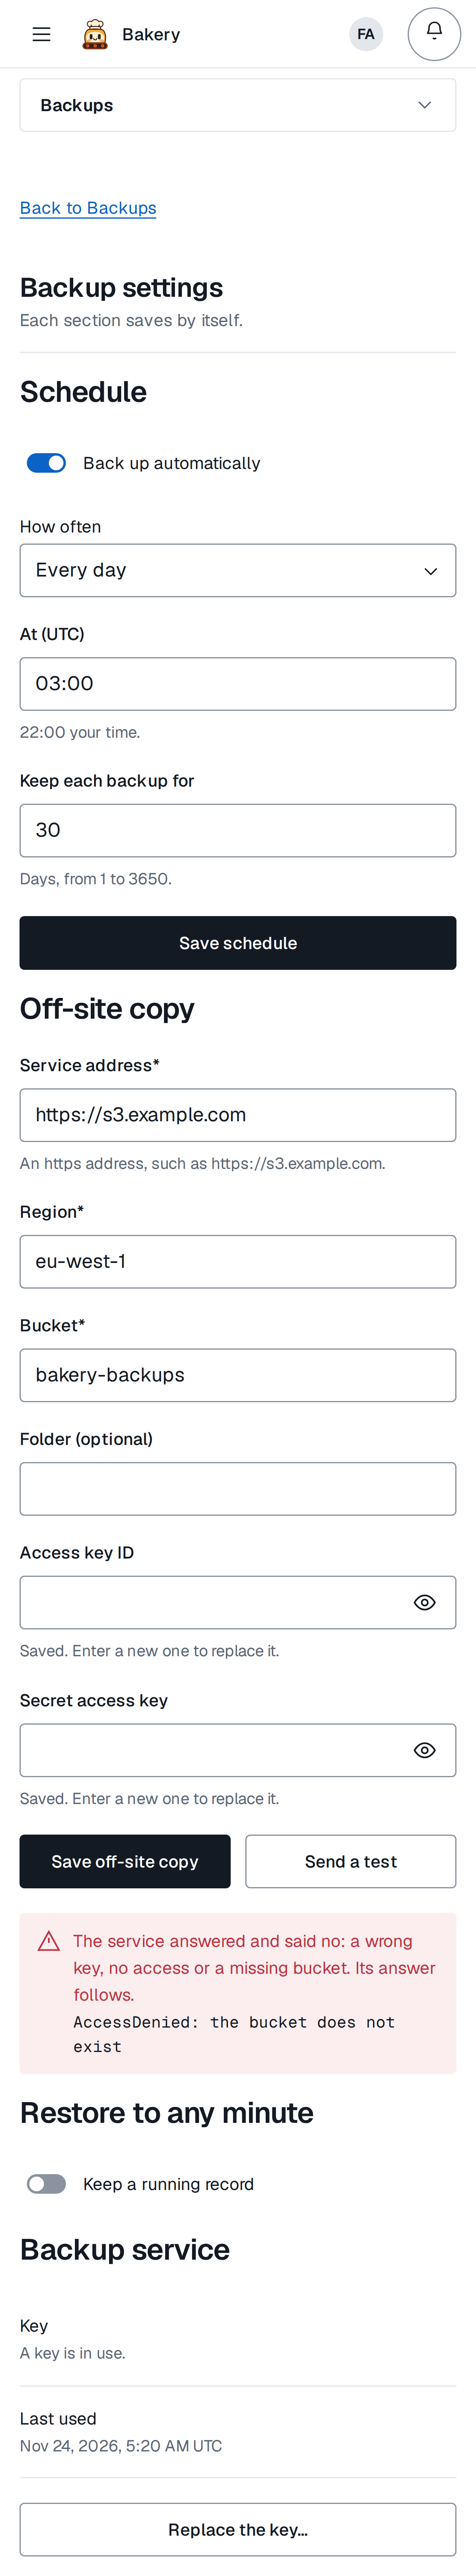 Bakery
FA
Backups
Back to Backups
Backup settings
Each section saves by itself.
Schedule
Back up automatically
How often
Every day
At (UTC)
03:00
22:00 your time.
Keep each backup for
30
Days, from 1 to 3650.
Save schedule
Off-site copy
Service address*
https://s3.example.com
An https address, such as https://s3.example.com.
Region*
eu-west-1
Bucket*
bakery-backups
Folder (optional)
Access key ID
Saved. Enter a new one to replace it.
Secret access key
Saved. Enter a new one to replace it.
Save off-site copy
Send a test
The service answered and said no: a wrong
key, no access or a missing bucket. Its answer
follows.
AccessDenied: the bucket does not
exist
Restore to any minute
Keep a running record
Backup service
Key
A key is in use.
Last used
Nov 24, 2026, 5:20 AM UTC
Replace the key…